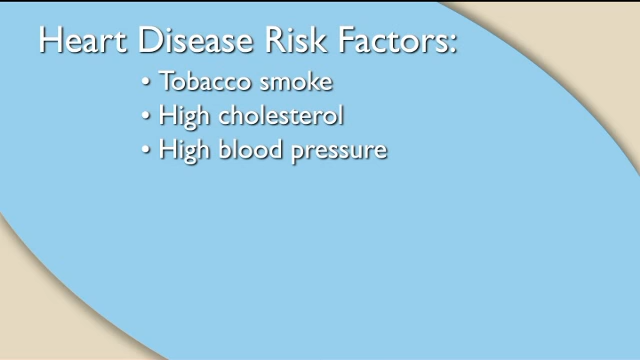 Heart Disease Risk Factors:
• Tobacco smoke
• High cholesterol
• High blood pressure